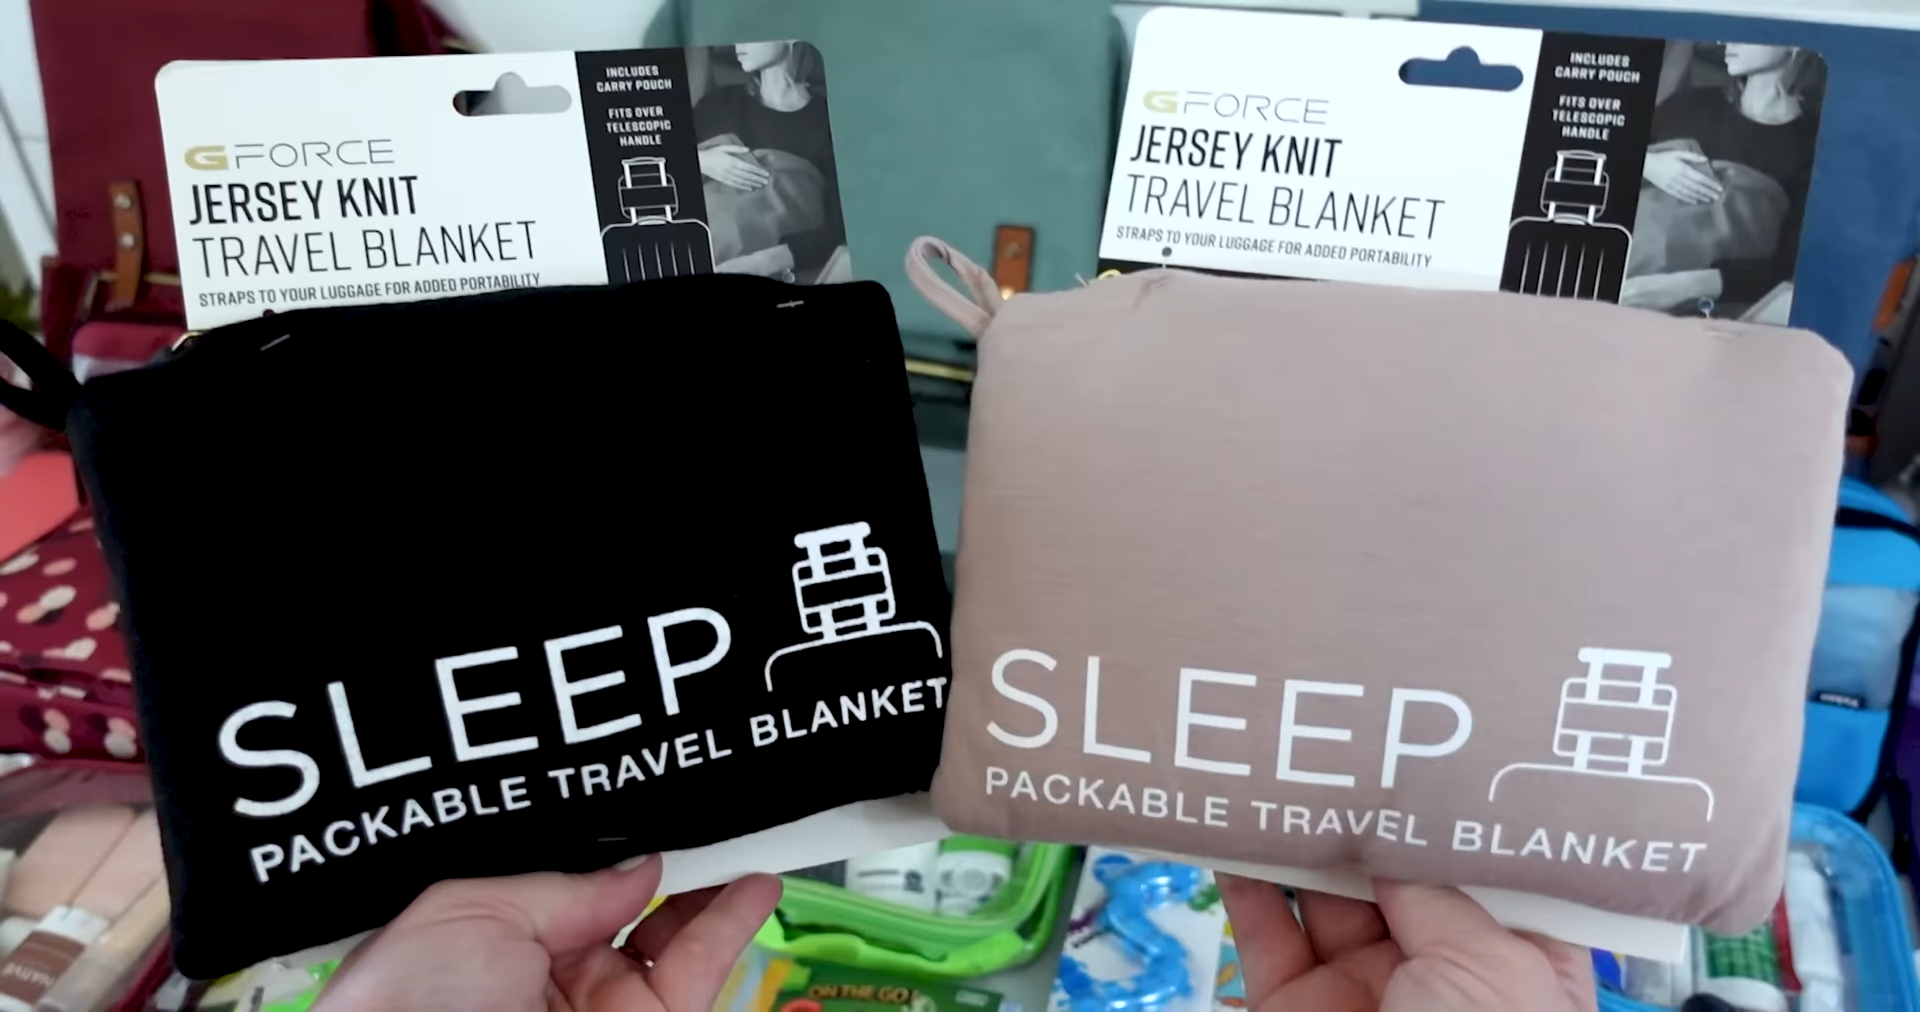 GFORCE
JERSEY KNIT
TRAVEL BLANKET
STRAPS TO YOUR LUGGAGE FOR ADDED PORTABILITY
INCLUDES
CARRY POUCH
FITS OVER
TELESCOPIC
HANDLE
SLEEP
PACKABLE TRAVEL BLANKET
GFORCE
JERSEY KNIT
TRAVEL BLANKET
STRAPS TO YOUR LUGGAGE FOR ADDED PORTABILITY
INCLUDES
CARRY POUCH
FITS OVER
TELESCOPIC
HANDLE
SLEEP
PACKABLE TRAVEL BLANKET
NATIVE
ON THE GO!